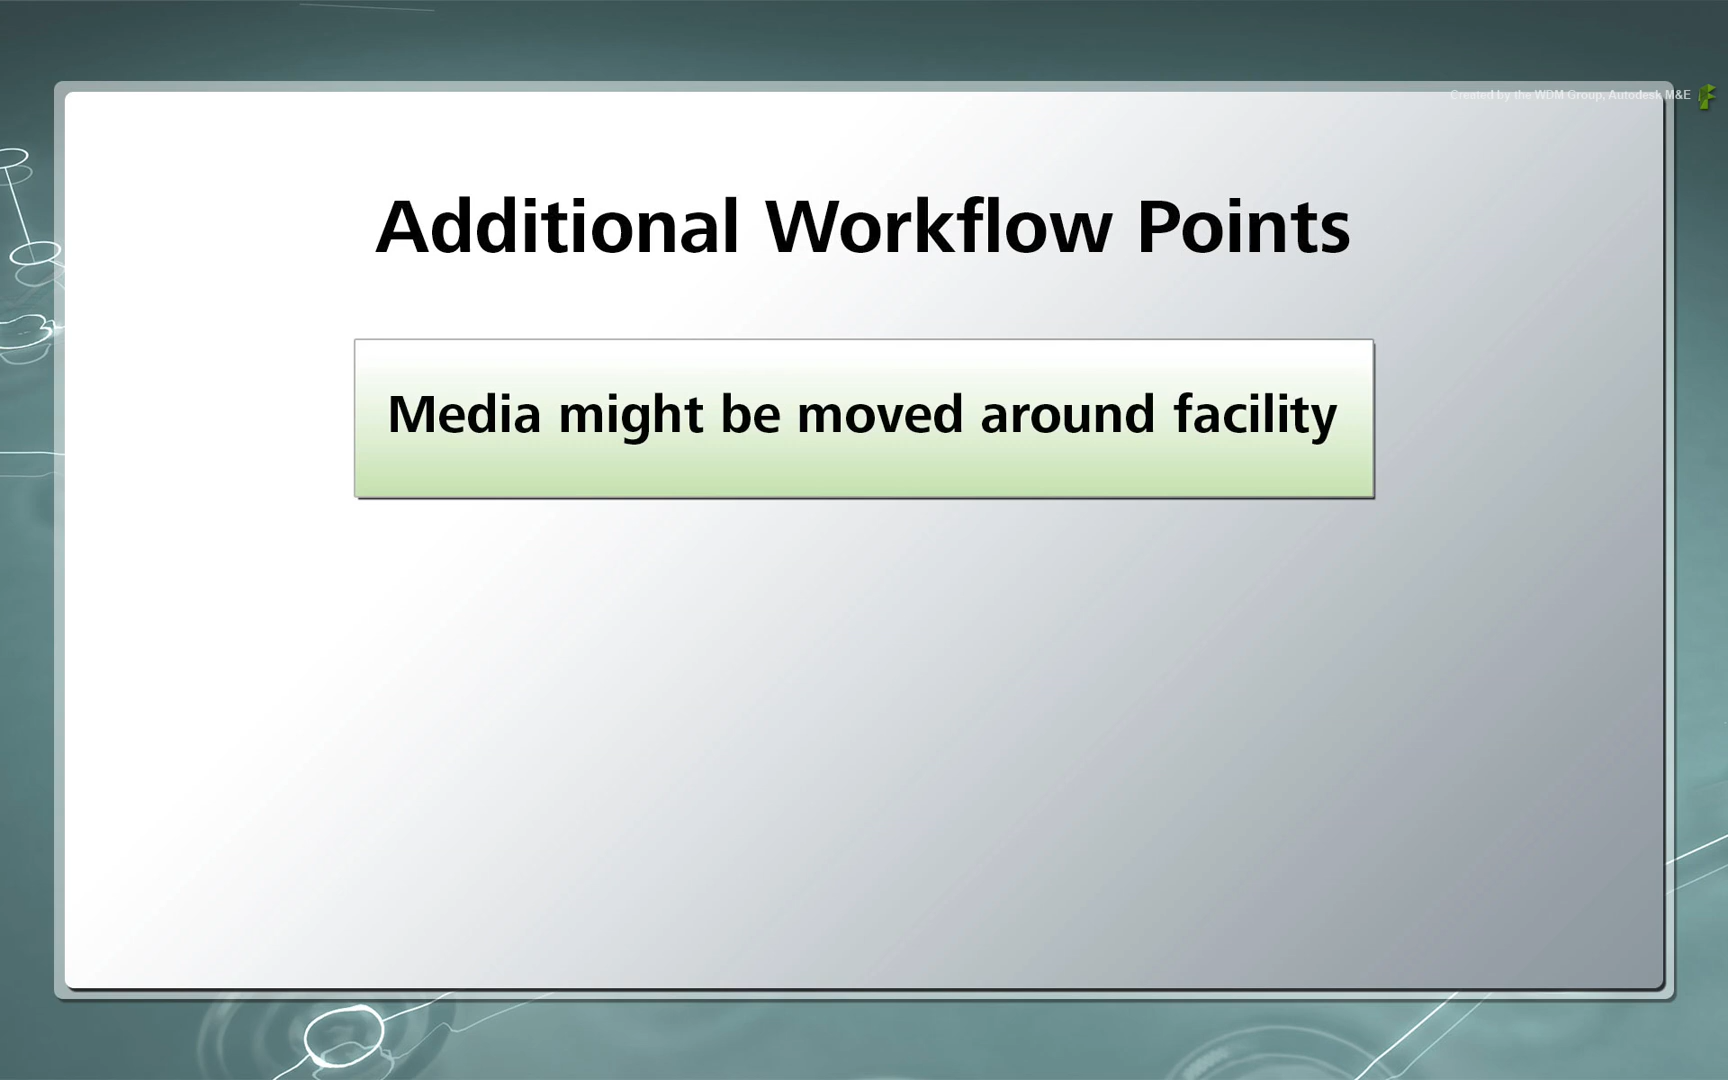 Created by the WDM Group, Autodesk M&E
Additional Workflow Points
Media might be moved around facility